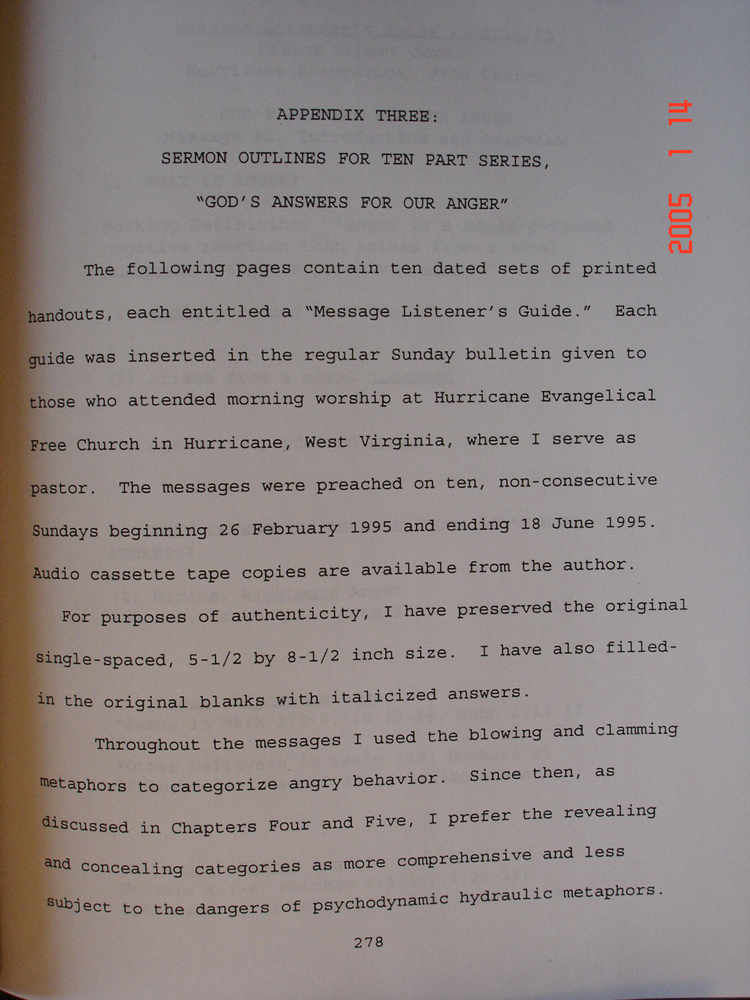 APPENDIX THREE:
SERMON OUTLINES FOR TEN PART SERIES,
“GOD’S ANSWERS FOR OUR ANGER”
The following pages contain ten dated sets of printed
handouts, each entitled a “Message Listener’s Guide.”  Each
guide was inserted in the regular Sunday bulletin given to
those who attended morning worship at Hurricane Evangelical
Free Church in Hurricane, West Virginia, where I serve as
pastor.  The messages were preached on ten, non-consecutive
Sundays beginning 26 February 1995 and ending 18 June 1995.
Audio cassette tape copies are available from the author.
For purposes of authenticity, I have preserved the original
single-spaced, 5-1/2 by 8-1/2 inch size.  I have also filled-
in the original blanks with italicized answers.
Throughout the messages I used the blowing and clamming
metaphors to categorize angry behavior.  Since then, as
discussed in Chapters Four and Five, I prefer the revealing
and concealing categories as more comprehensive and less
subject to the dangers of psychodynamic hydraulic metaphors.
278
2005 1 14